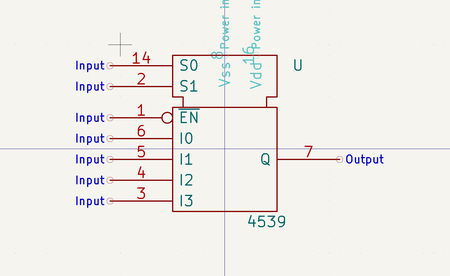 Vss 8 Power in
Vdd 16 Power in
Input 14 S0 U
Input 2 S1
Input 1 EN
Input 6 I0
Input 5 I1 Q 7 Output
Input 4 I2
Input 3 I3
4539